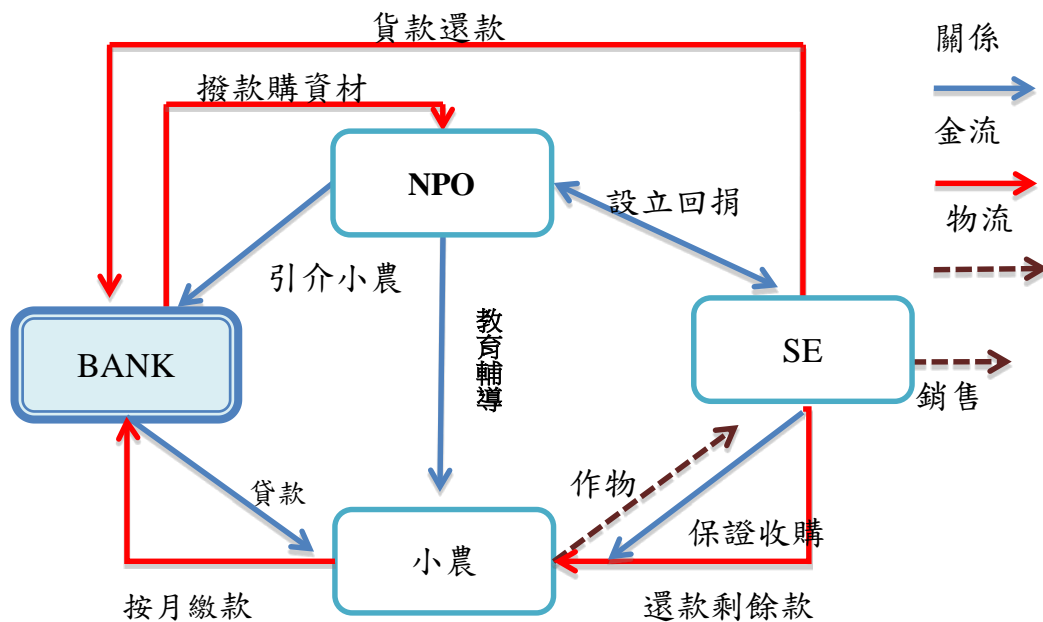 貨款還款
關係
撥款購資材
金流
NPO
設立回捐
物流
引介小農
教育輔導
BANK
SE
銷售
貸款
作物
保證收購
小農
按月繳款
還款剩餘款